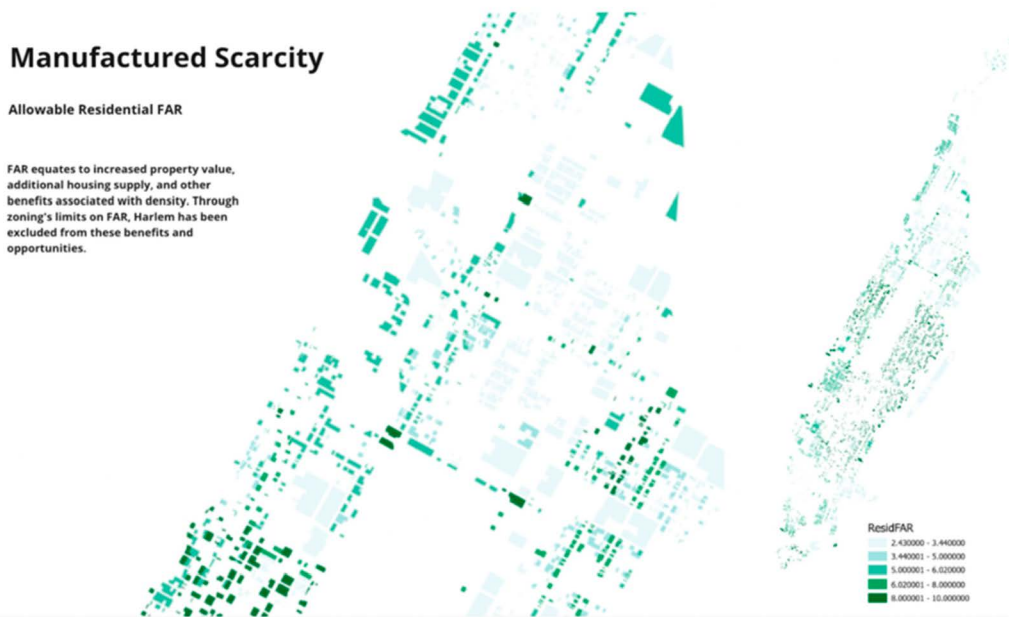 Manufactured Scarcity
Allowable Residential FAR
FAR equates to increased property value,
additional housing supply, and other
benefits associated with density. Through
zoning's limits on FAR, Harlem has been
excluded from these benefits and
opportunities.
ResidFAR
2.430000 - 3.440000
3.440001 - 5.000000
5.000001 - 6.020000
6.020001 - 8.000000
8.000001 - 10.000000